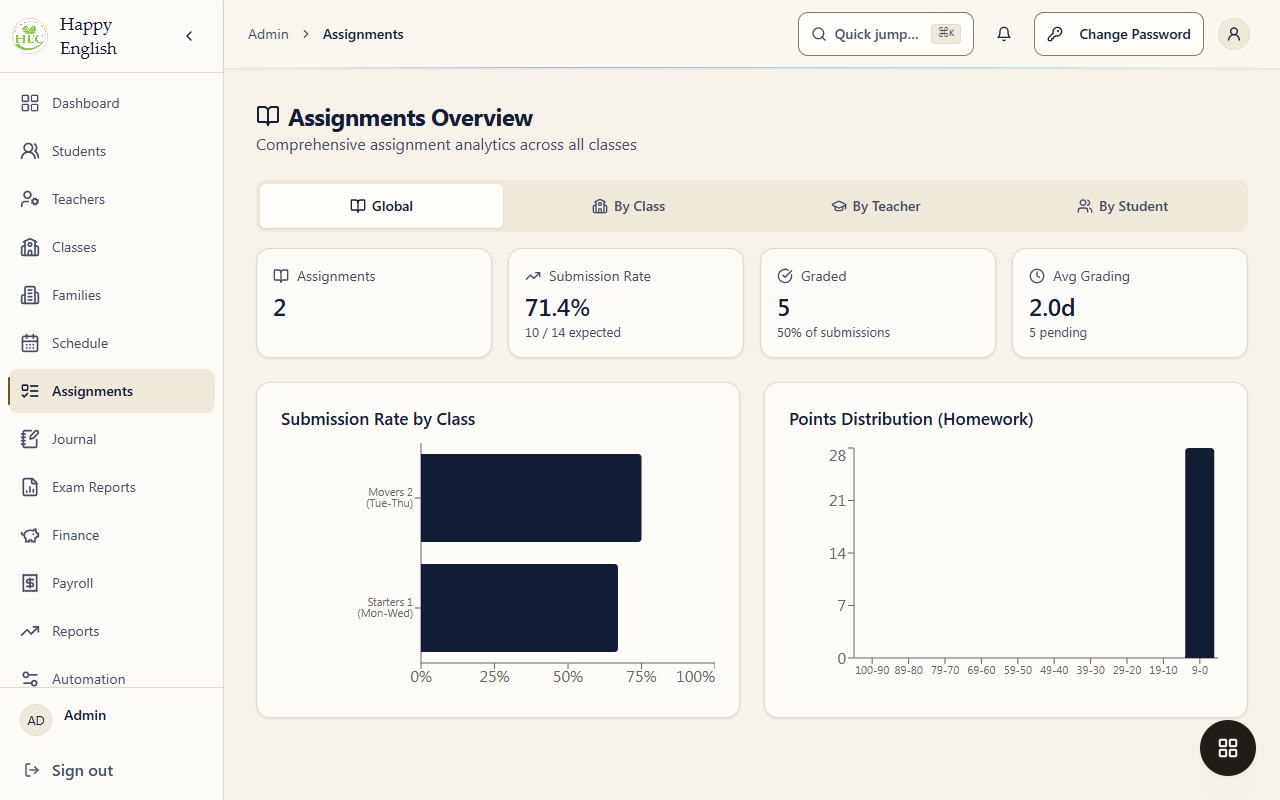 HEC
Happy
English
Admin
Assignments
Quick jump...
⌘K
Change Password
Dashboard
Students
Teachers
Classes
Families
Schedule
Assignments
Journal
Exam Reports
Finance
Payroll
Reports
Automation
AD
Admin
Sign out
Assignments Overview
Comprehensive assignment analytics across all classes
Global
By Class
By Teacher
By Student
Assignments
2
Submission Rate
71.4%
10 / 14 expected
Graded
5
50% of submissions
Avg Grading
2.0d
5 pending
Submission Rate by Class
Movers 2
(Tue-Thu)
Starters 1
(Mon-Wed)
0% 25% 50% 75% 100%
Points Distribution (Homework)
28
21
14
7
0
100-90 89-80 79-70 69-60 59-50 49-40 39-30 29-20 19-10 9-0